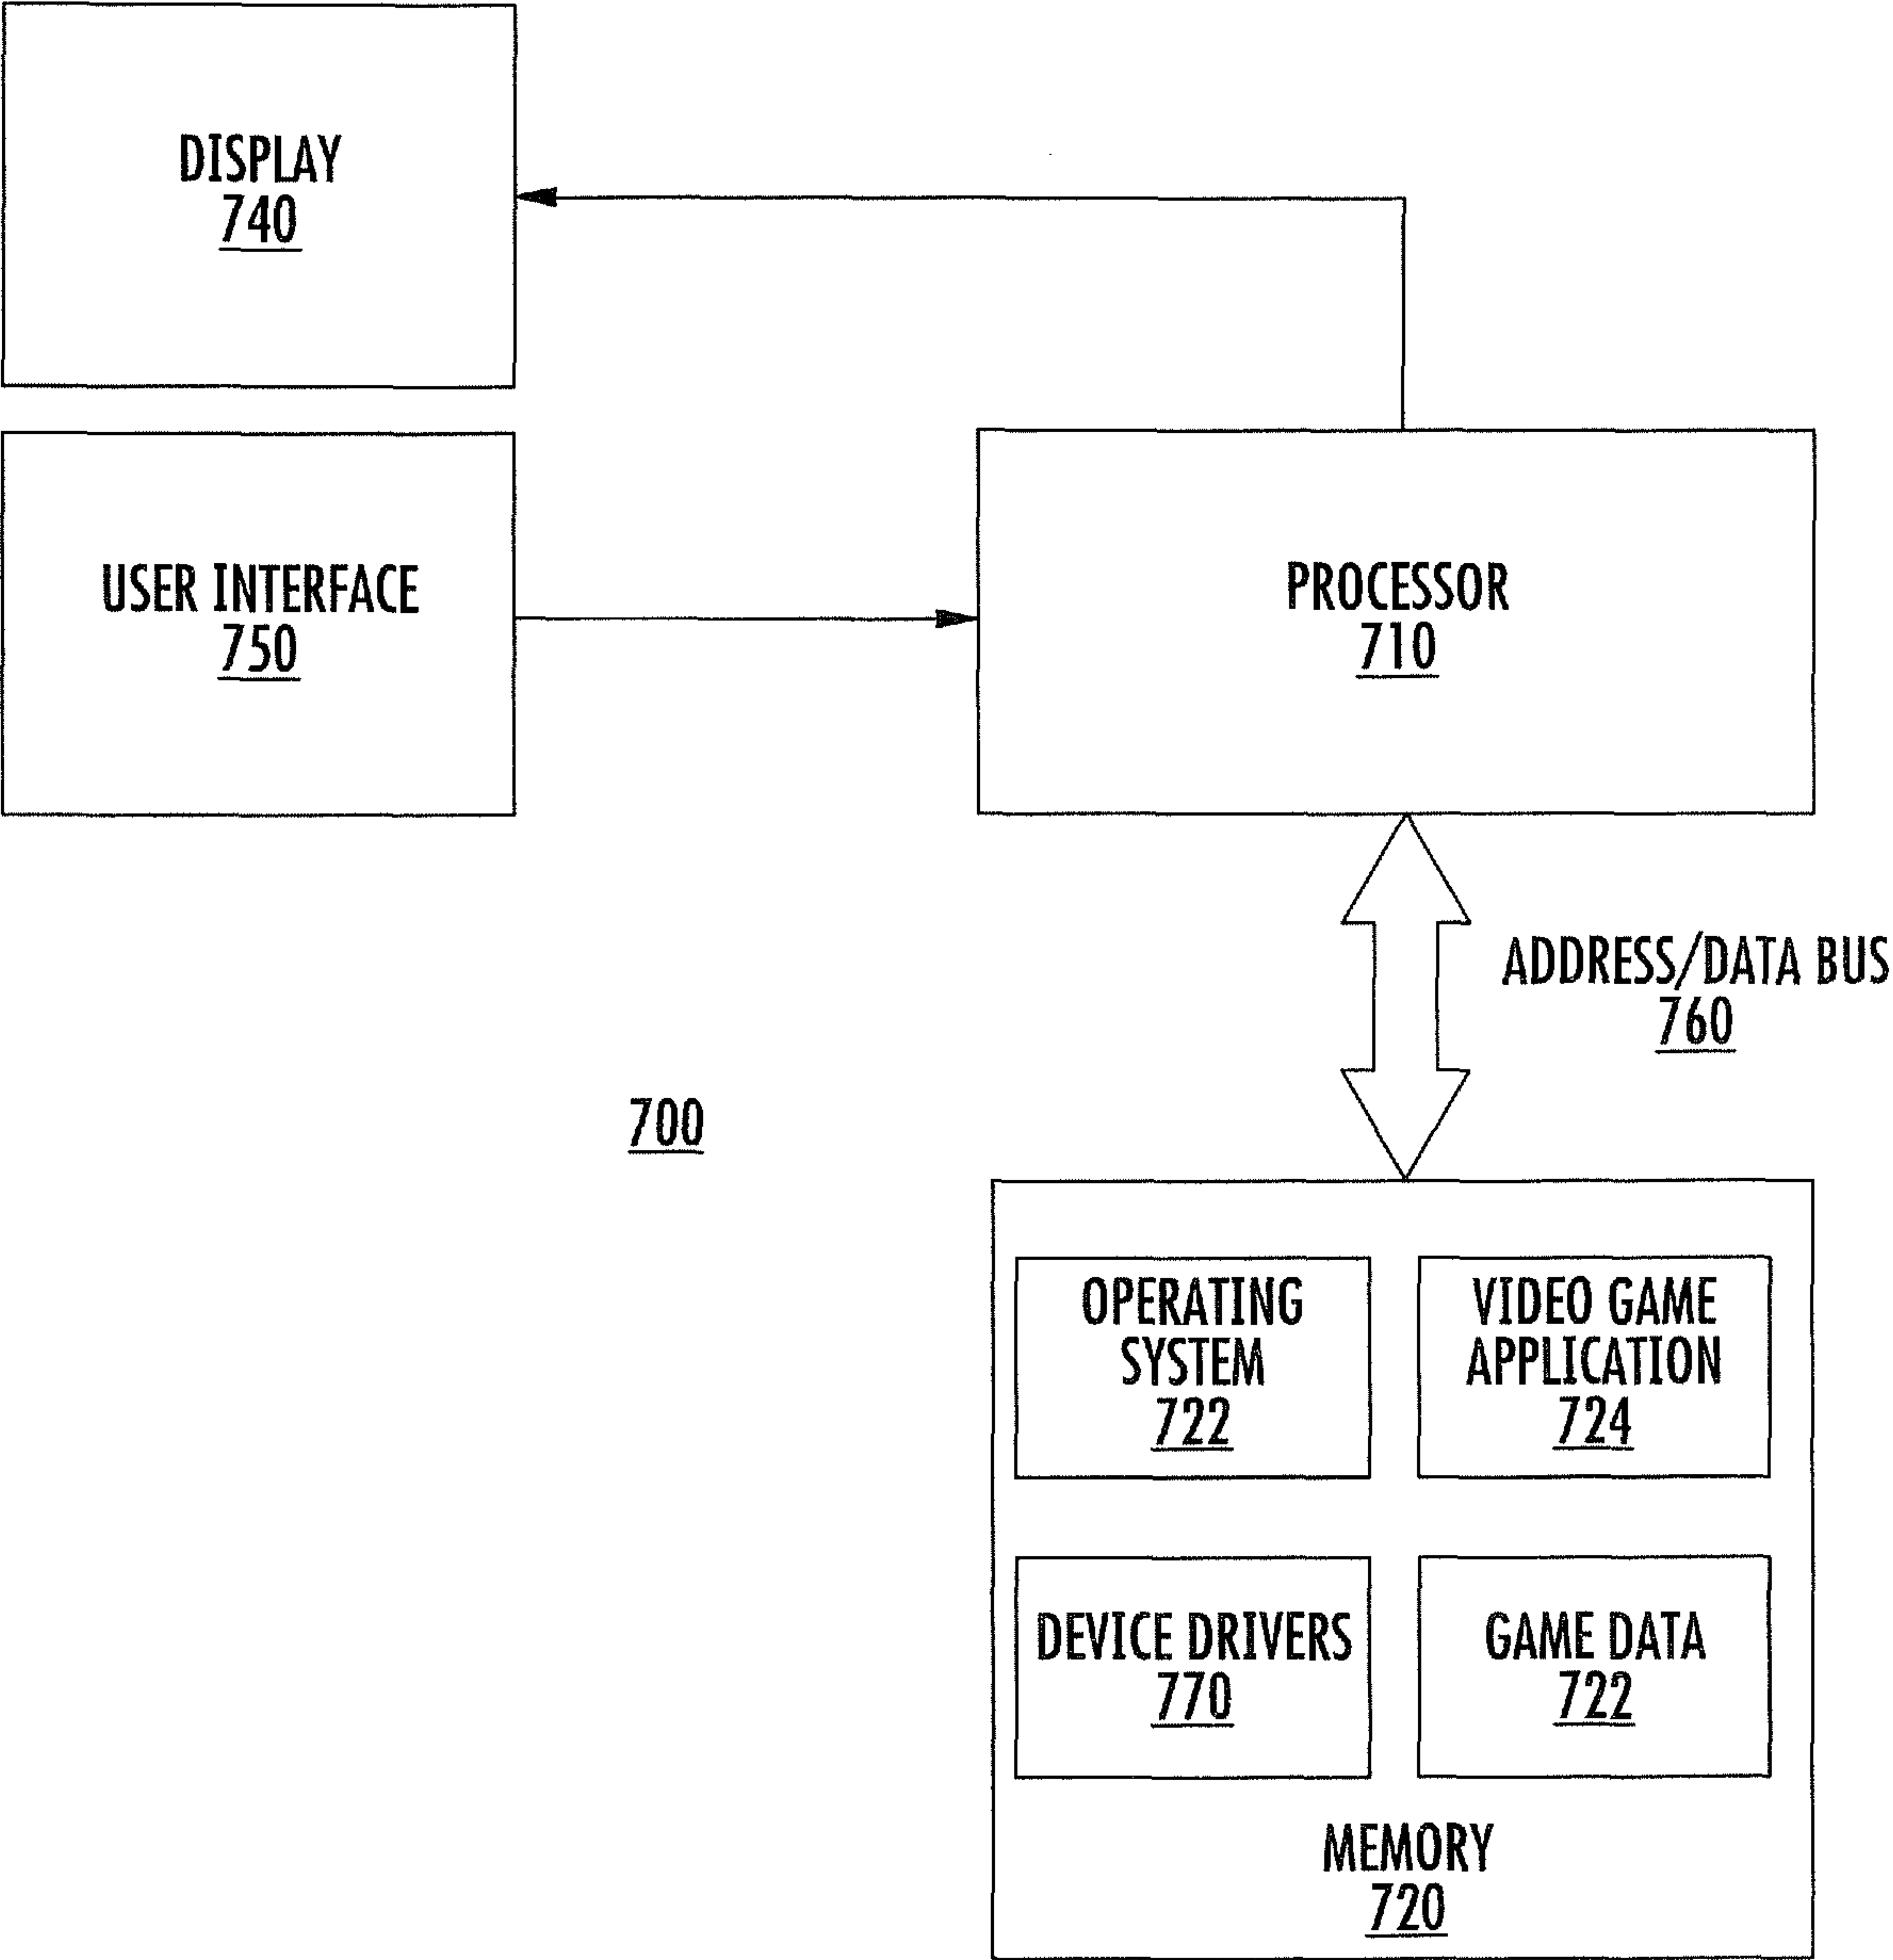 DISPLAY
740
USER INTERFACE
750
PROCESSOR
710
ADDRESS/DATA BUS
760
700
OPERATING
SYSTEM
722
VIDEO GAME
APPLICATION
724
DEVICE DRIVERS
770
GAME DATA
722
MEMORY
720